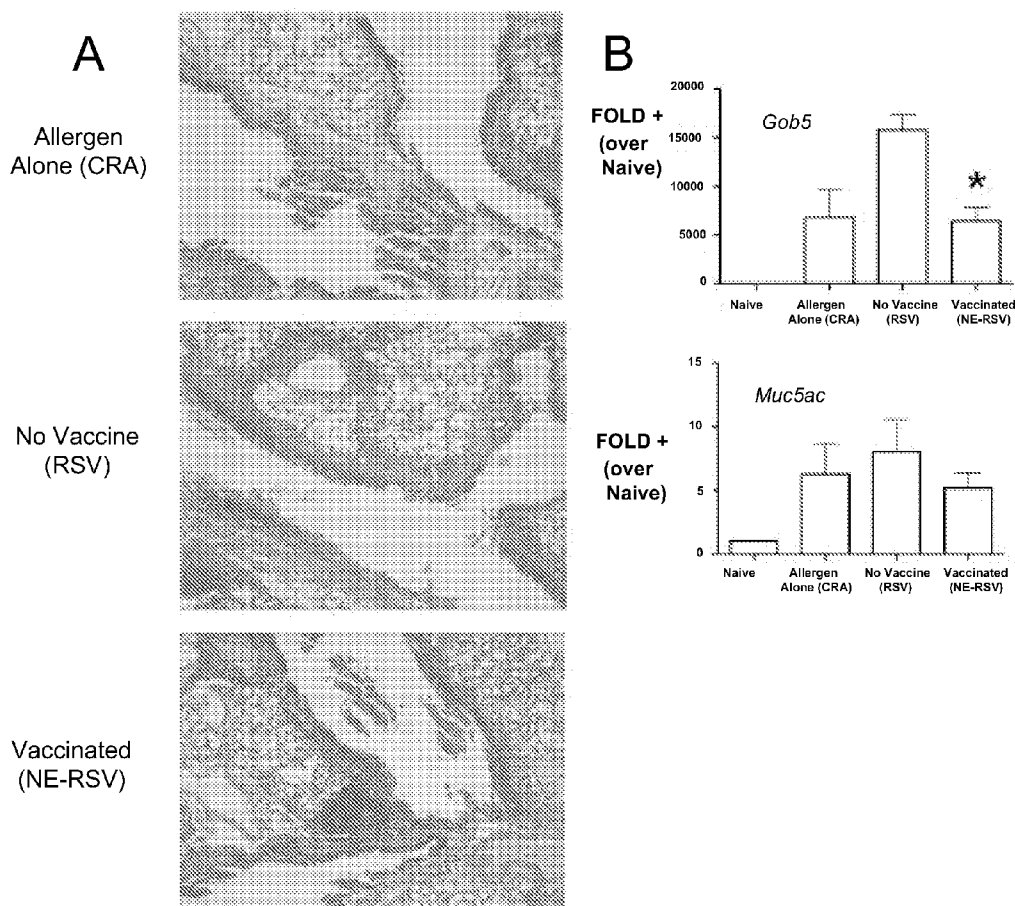 A
Allergen
Alone (CRA)
No Vaccine
(RSV)
Vaccinated
(NE-RSV)
B
FOLD +
(over
Naive)
20000
15000
10000
5000
0
Gob5
*
Naive
Allergen
Alone (CRA)
No Vaccine
(RSV)
Vaccinated
(NE-RSV)
FOLD +
(over
Naive)
15
10
5
0
Muc5ac
Naive
Allergen
Alone (CRA)
No Vaccine
(RSV)
Vaccinated
(NE-RSV)